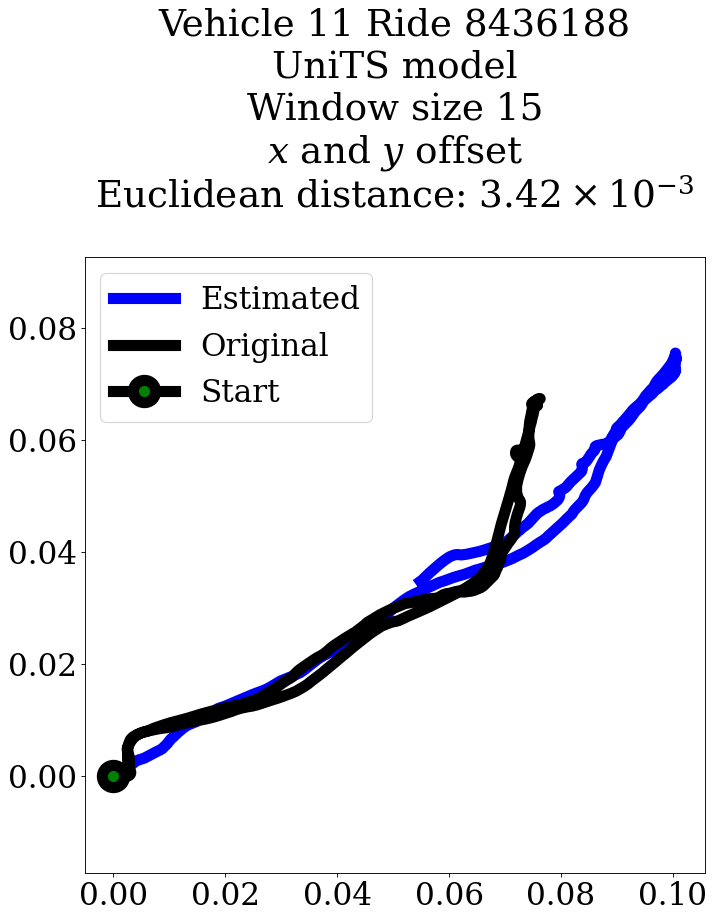 Vehicle 11 Ride 8436188
UniTS model
Window size 15
x and y offset
Euclidean distance: 3.42 × 10⁻³
Estimated
Original
Start
0.08
0.06
0.04
0.02
0.00
0.00 0.02 0.04 0.06 0.08 0.10